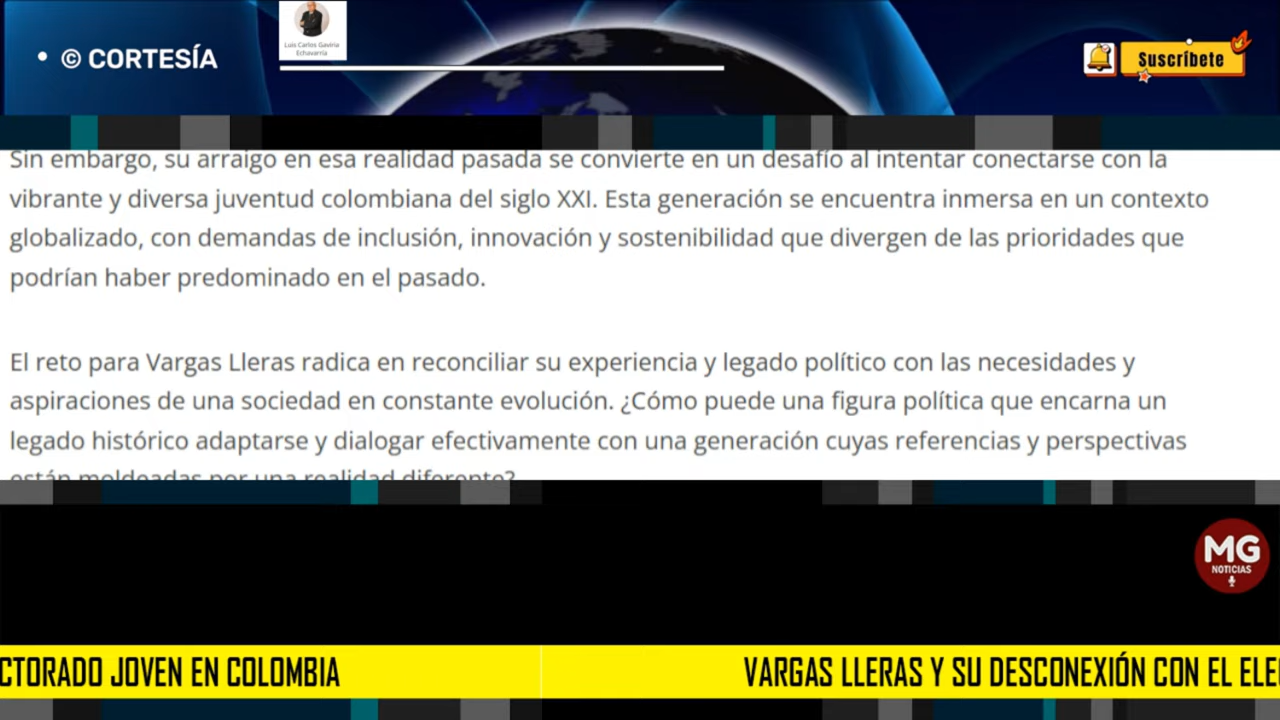 • © CORTESÍA
Luis Carlos Gaviria
Echavarría
Suscríbete
Sin embargo, su arraigo en esa realidad pasada se convierte en un desafío al intentar conectarse con la
vibrante y diversa juventud colombiana del siglo XXI. Esta generación se encuentra inmersa en un contexto
globalizado, con demandas de inclusión, innovación y sostenibilidad que divergen de las prioridades que
podrían haber predominado en el pasado.
El reto para Vargas Lleras radica en reconciliar su experiencia y legado político con las necesidades y
aspiraciones de una sociedad en constante evolución. ¿Cómo puede una figura política que encarna un
legado histórico adaptarse y dialogar efectivamente con una generación cuyas referencias y perspectivas
están moldeadas por una realidad diferente?
MG
NOTICIAS
CTORADO JOVEN EN COLOMBIA
VARGAS LLERAS Y SU DESCONEXIÓN CON EL ELE